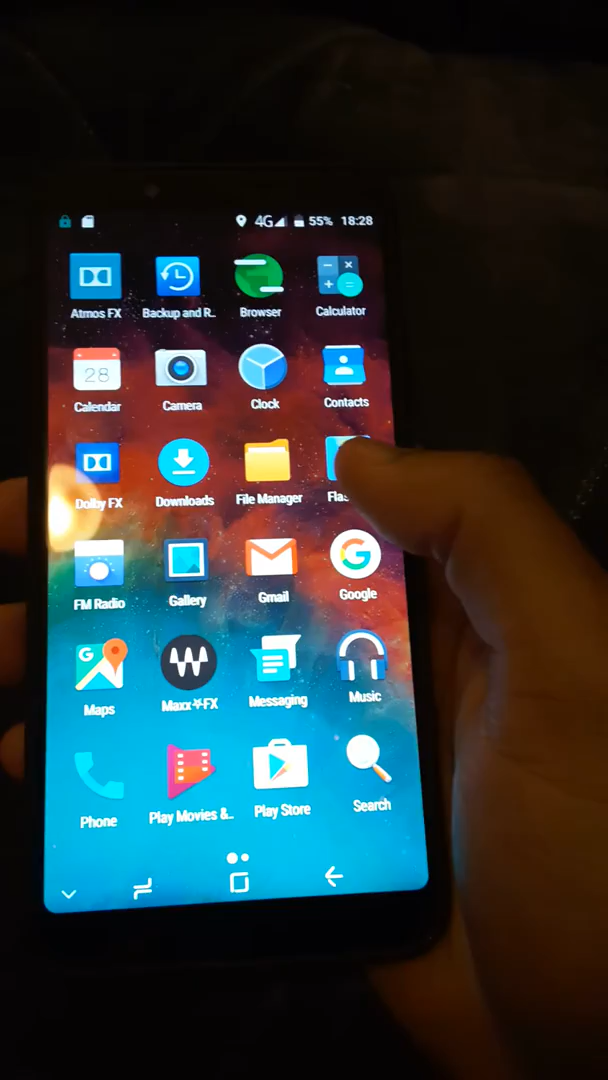 4G 55% 18:28
Atmos FX Backup and R.. Browser Calculator
28
Calendar Camera Clock Contacts
Dolby FX Downloads File Manager
FM Radio Gallery Gmail Google
Maps Maxx FX Messaging Music
Phone Play Movies &.. Play Store Search